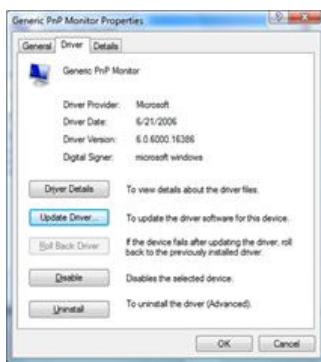 Generic PnP Monitor Properties
General Driver Details
Generic PnP Monitor
Driver Provider: Microsoft
Driver Date: 6/21/2006
Driver Version: 6.0.6000.16386
Digital Signer: microsoft windows
Driver Details To view details about the driver files.
Update Driver... To update the driver software for this device.
Roll Back Driver If the device fails after updating the driver, roll
back to the previously installed driver.
Disable Disables the selected device.
Uninstall To uninstall the driver (Advanced).
OK Cancel